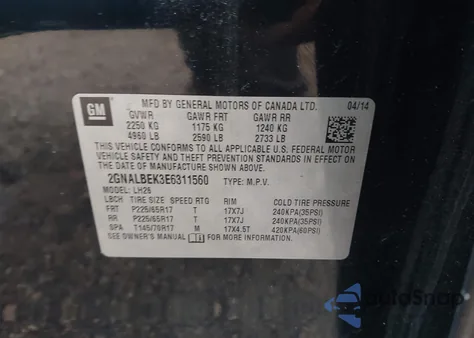 GM
MFD BY GENERAL MOTORS OF CANADA LTD. 04/14
GVWR GAWR FRT GAWR RR
2250 KG 1175 KG 1240 KG
4960 LB 2590 LB 2733 LB
THIS VEHICLE CONFORMS TO ALL APPLICABLE U.S. FEDERAL MOTOR
VEHICLE SAFETY, BUMPER, AND THEFT PREVENTION STANDARDS
IN EFFECT ON THE DATE OF MANUFACTURE SHOWN ABOVE.
2GNALBEK3E6311560 TYPE: M.P.V.
MODEL: LH26
LBCH TIRE SIZE SPEED RTG RIM COLD TIRE PRESSURE
FRT P225/65R17 T 17X7J 240KPA(35PSI)
RR P225/65R17 T 17X7J 240KPA(35PSI)
SPA T145/70R17 M 17X4.5T 420KPA(60PSI)
SEE OWNER'S MANUAL FOR MORE INFORMATION.
AutoSnap